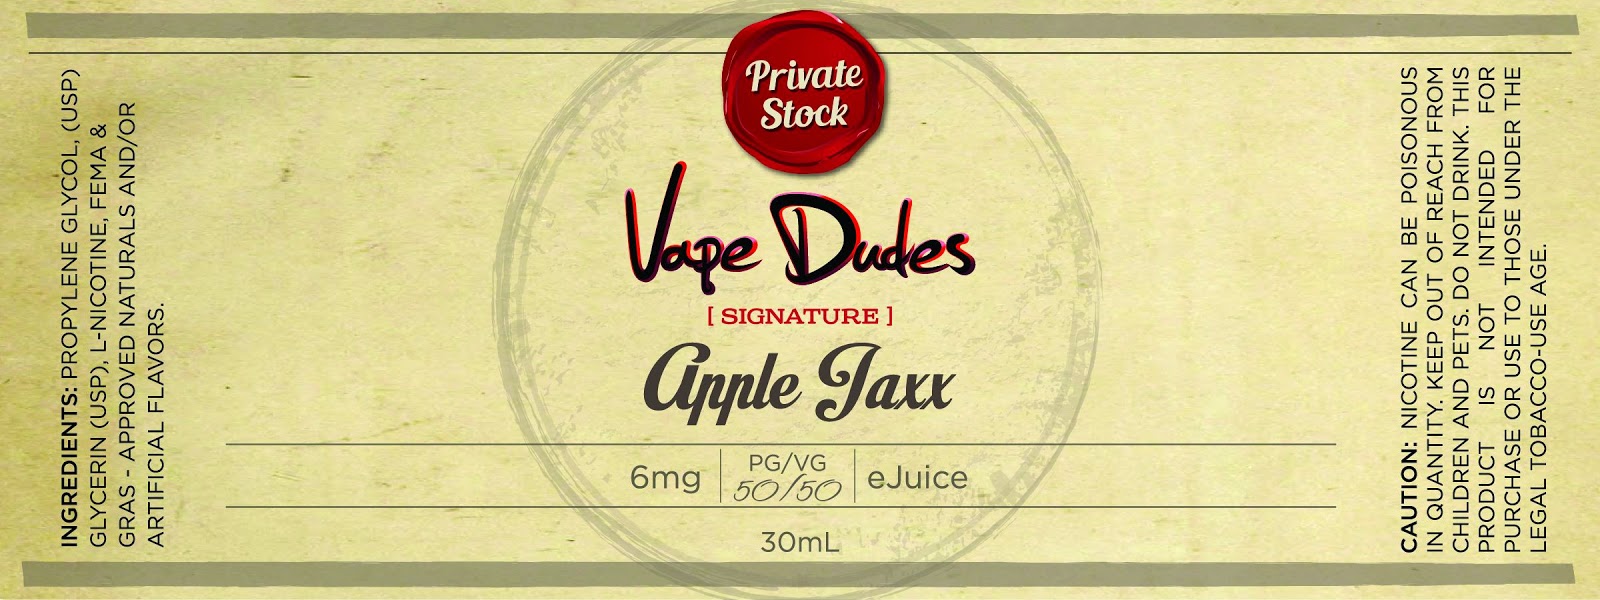 INGREDIENTS: PROPYLENE GLYCOL, (USP)
GLYCERIN (USP), L-NICOTINE, FEMA &
GRAS - APPROVED NATURALS AND/OR
ARTIFICIAL FLAVORS.
Private
Stock
Vape Dudes
[ SIGNATURE ]
Apple Jaxx
6mg
PG/VG
50/50
eJuice
30mL
CAUTION: NICOTINE CAN BE POISONOUS
IN QUANTITY. KEEP OUT OF REACH FROM
CHILDREN AND PETS. DO NOT DRINK. THIS
PRODUCT IS NOT INTENDED FOR
PURCHASE OR USE TO THOSE UNDER THE
LEGAL TOBACCO-USE AGE.